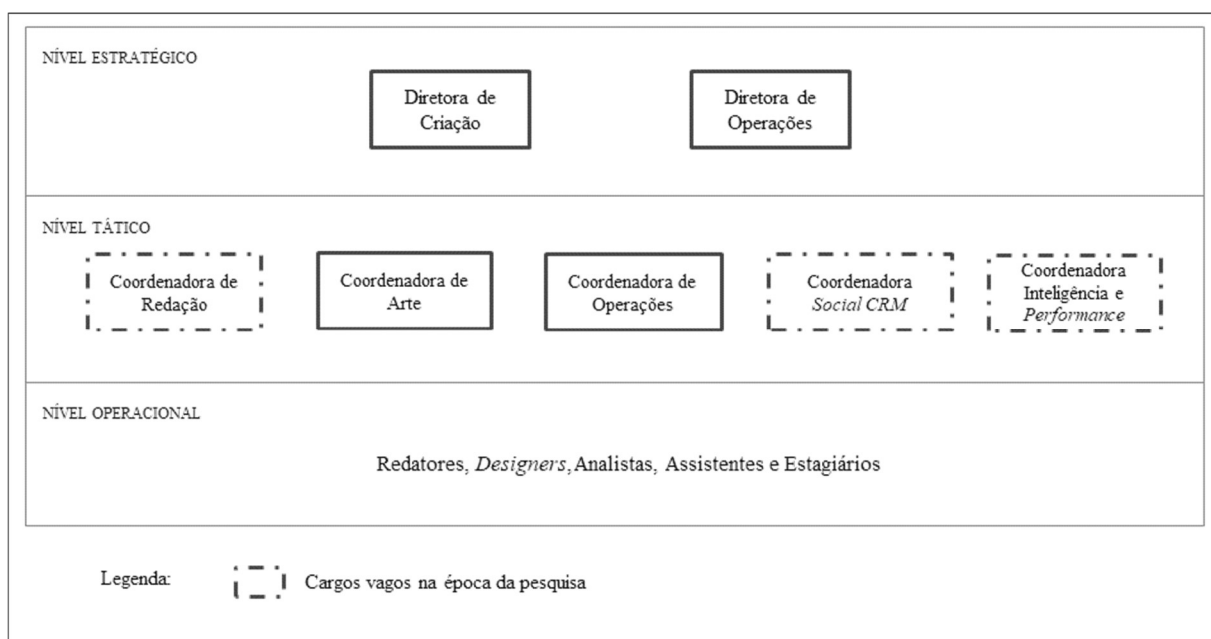 NÍVEL ESTRATÉGICO
Diretora de
Criação
Diretora de
Operações
NÍVEL TÁTICO
Coordenadora de
Redação
Coordenadora de
Arte
Coordenadora de
Operações
Coordenadora
Social CRM
Coordenadora
Inteligência e
Performance
NÍVEL OPERACIONAL
Redatores, Designers, Analistas, Assistentes e Estagiários
Legenda:
Cargos vagos na época da pesquisa